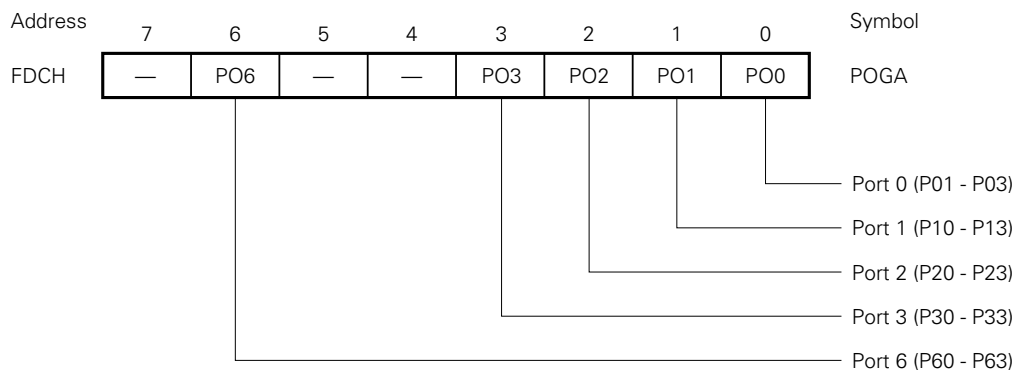 Address 7 6 5 4 3 2 1 0 Symbol
FDCH — PO6 — — PO3 PO2 PO1 PO0 POGA
Port 0 (P01 - P03)
Port 1 (P10 - P13)
Port 2 (P20 - P23)
Port 3 (P30 - P33)
Port 6 (P60 - P63)